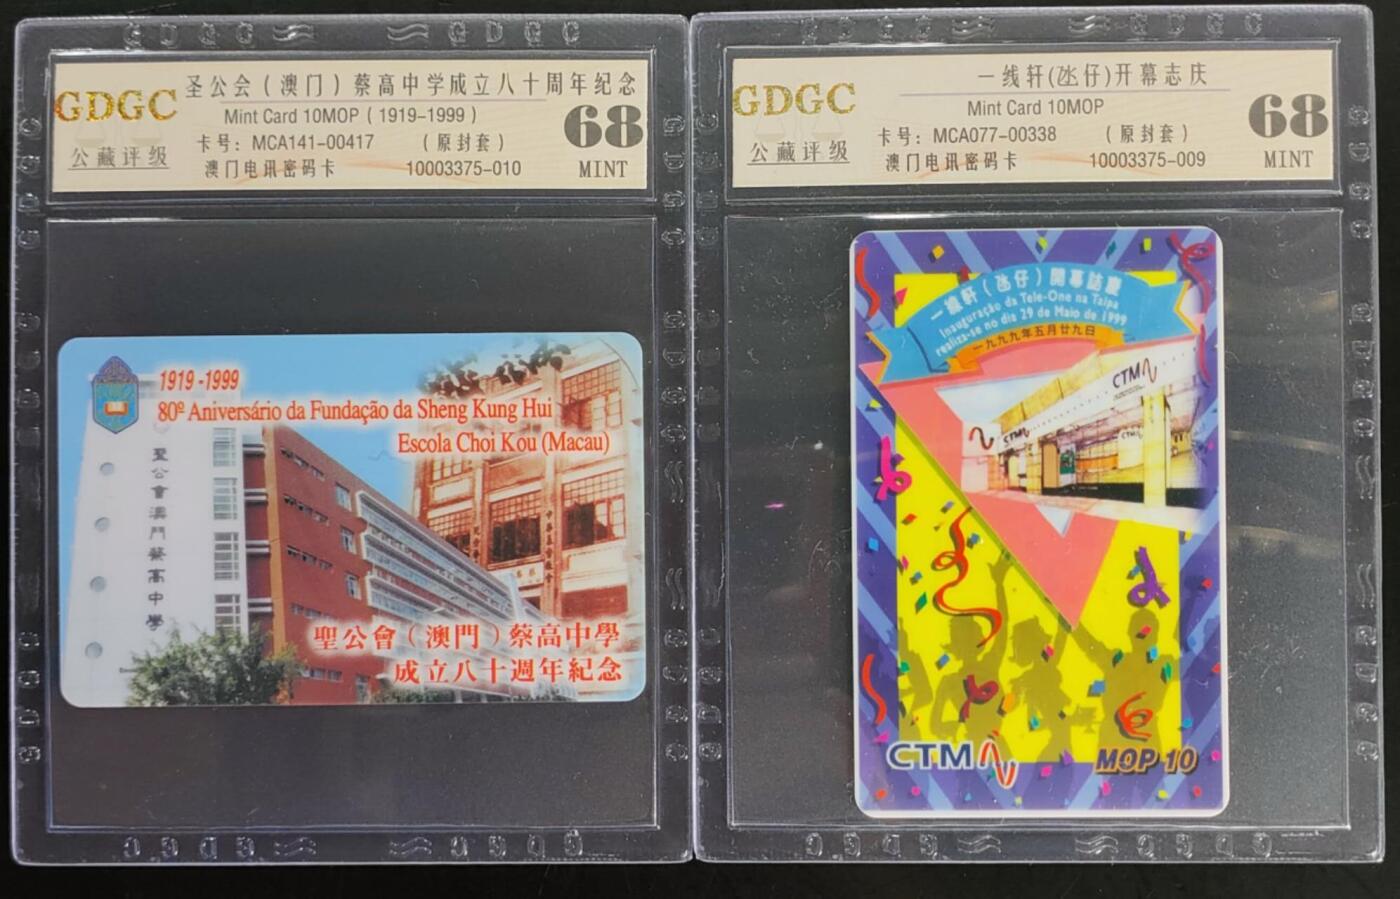 GDGC
公藏评级
圣公会（澳门）蔡高中学成立八十周年纪念
Mint Card 10MOP ( 1919-1999 )
卡号：MCA141-00417 （原封套）
澳门电讯密码卡 10003375-010
68
MINT
1919 -1999
80º Aniversário da Fundação da Sheng Kung Hui
Escola Choi Kou (Macau)
聖公會澳門蔡高中學
聖公會（澳門）蔡高中學
成立八十週年紀念
GDGC
公藏评级
一线轩(氹仔)开幕志庆
Mint Card 10MOP
卡号：MCA077-00338 （原封套）
澳门电讯密码卡 10003375-009
68
MINT
一線軒（氹仔）開幕誌慶
Inauguração da Tele-One na Taipa
realiza-se no dia 29 de Maio de 1999
一九九九年五月廿九日
CTM
CTM
CTM
CTM
MOP 10